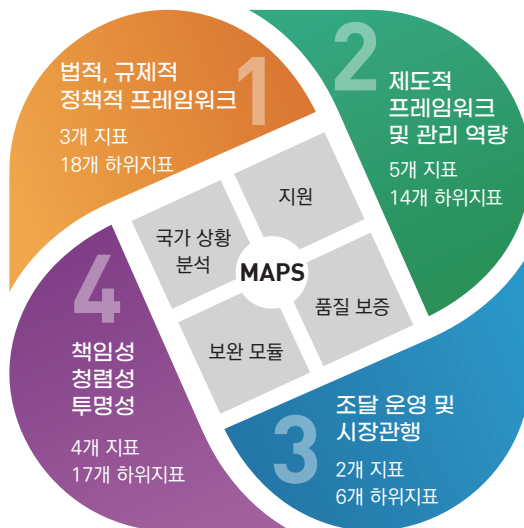 1
법적, 규제적
정책적 프레임워크
3개 지표
18개 하위지표
2
제도적
프레임워크
및 관리 역량
5개 지표
14개 하위지표
지원
국가 상황
분석
MAPS
품질 보증
보완 모듈
4
책임성
청렴성
투명성
4개 지표
17개 하위지표
3
조달 운영 및
시장관행
2개 지표
6개 하위지표